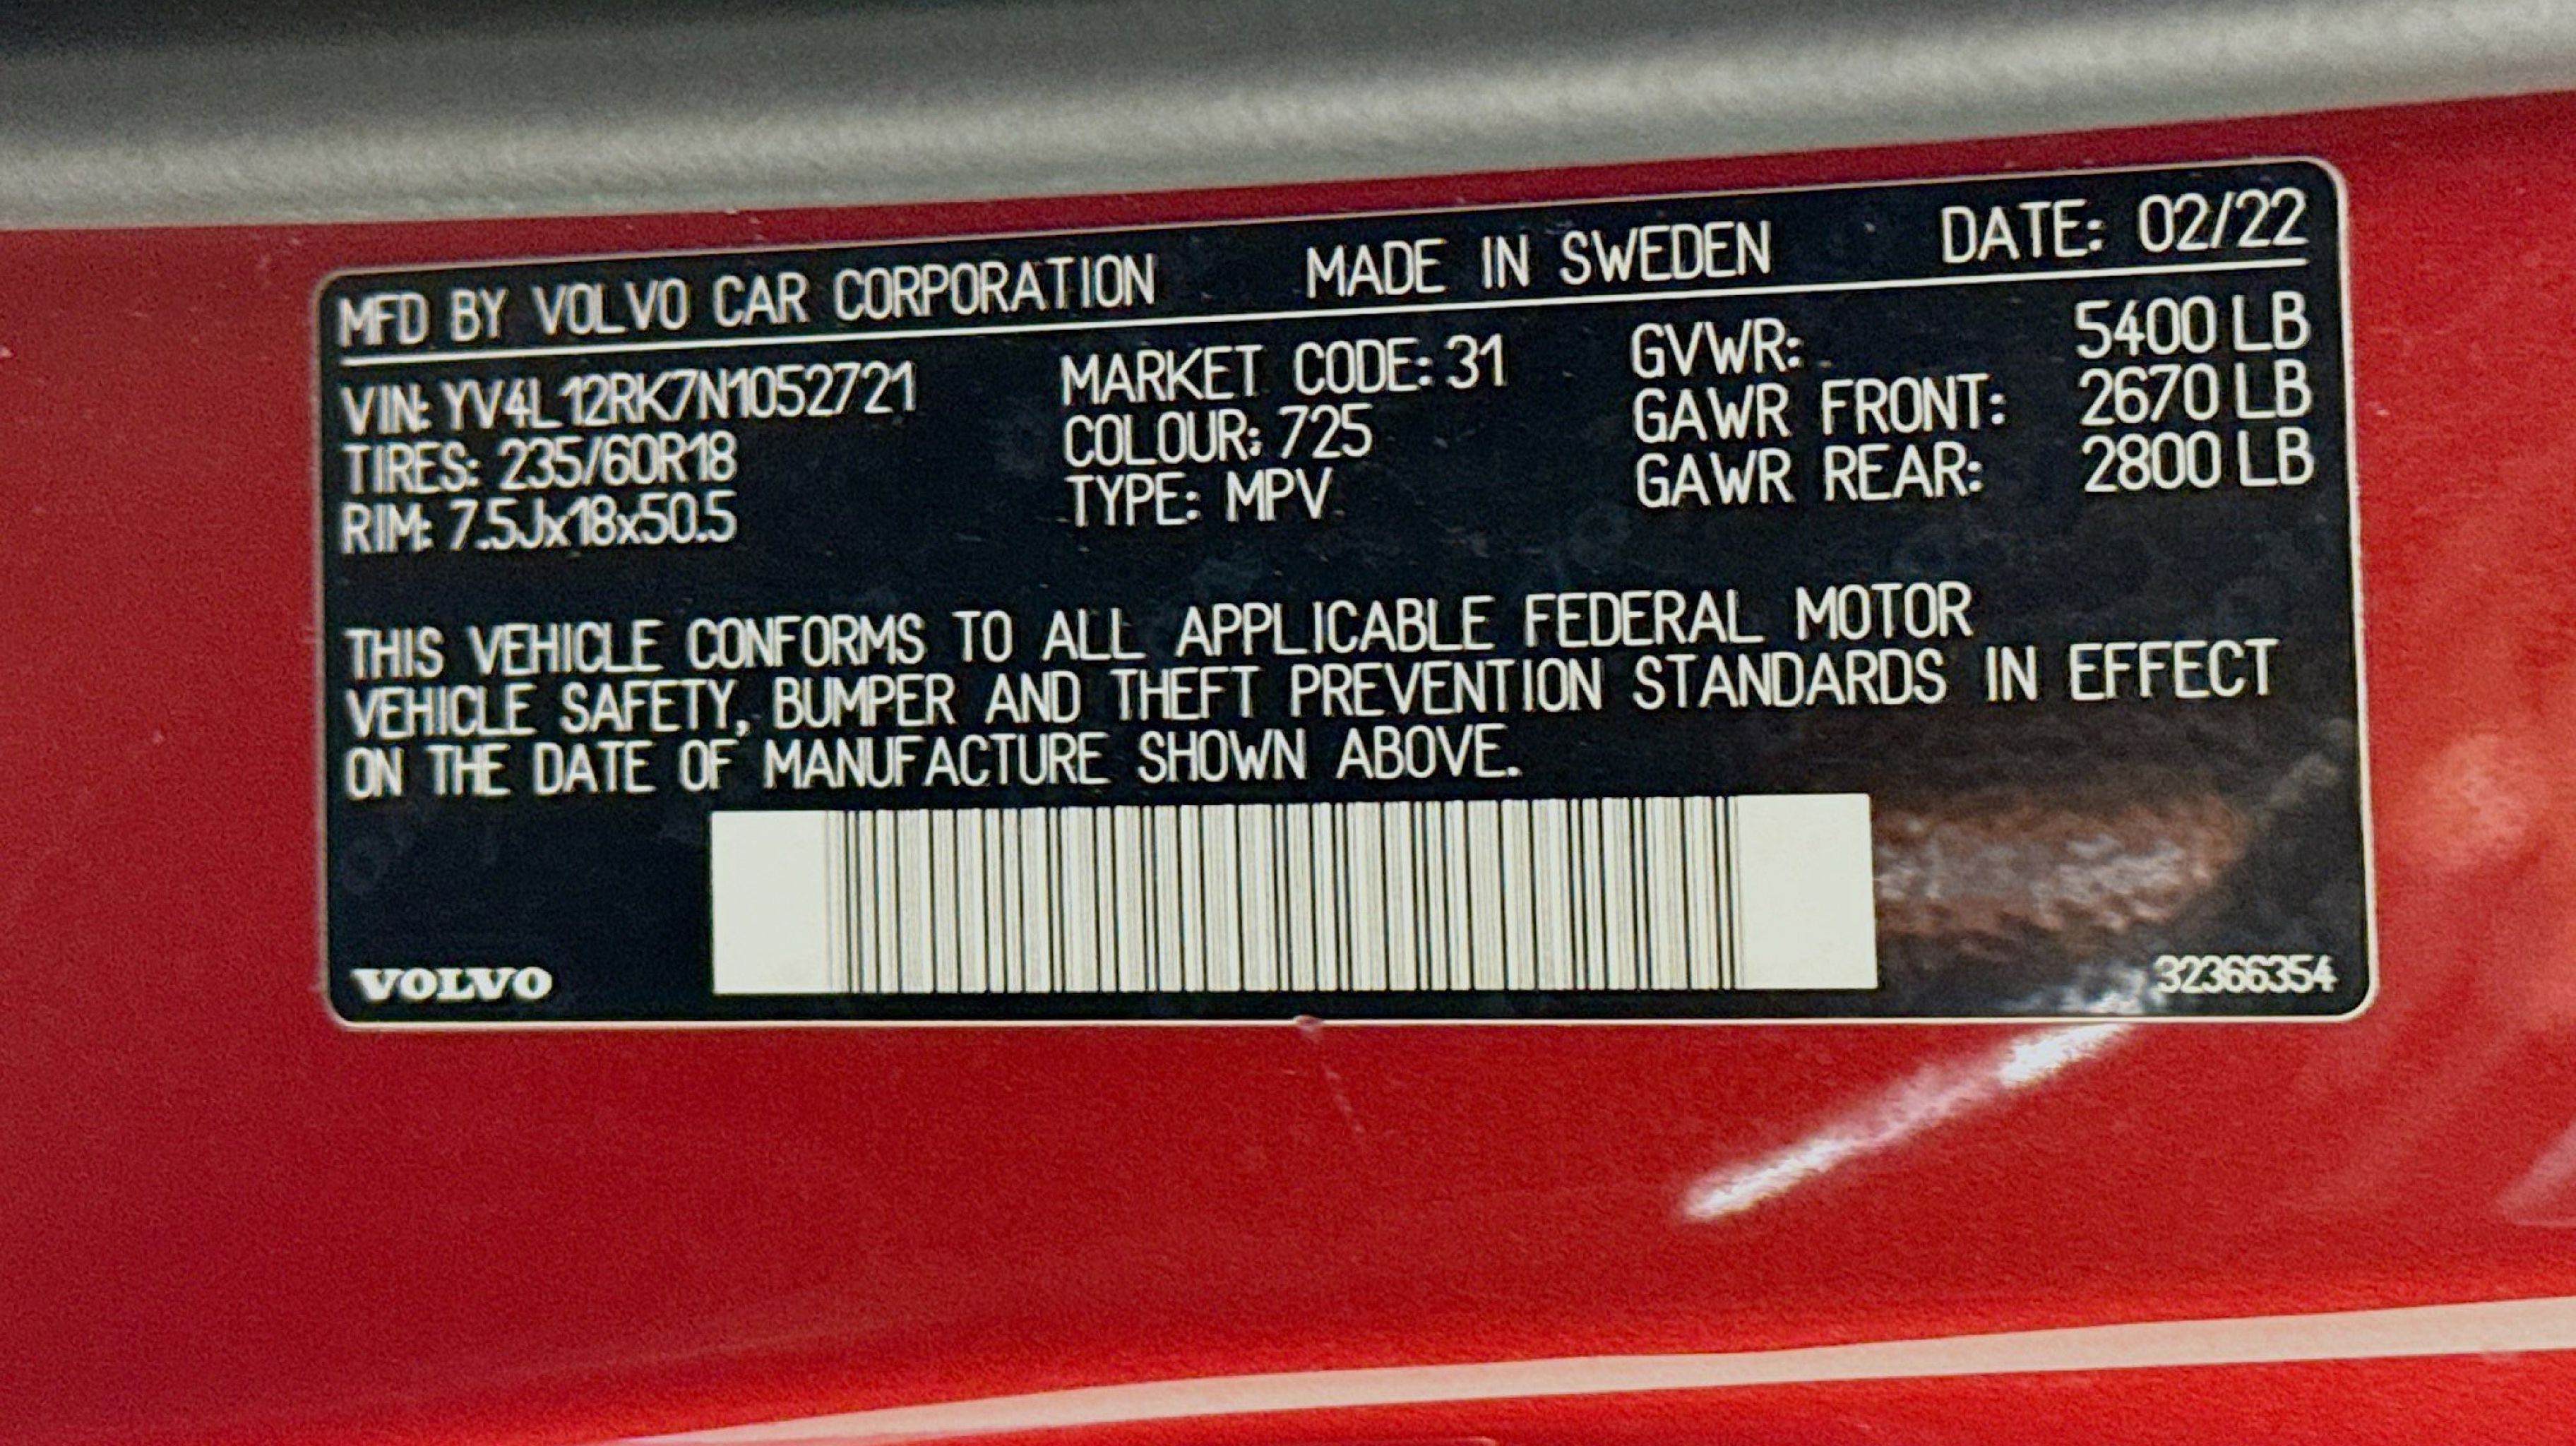 MFD BY VOLVO CAR CORPORATION MADE IN SWEDEN DATE: 02/22
VIN: YV4L12RK7N1052721 MARKET CODE: 31 GVWR: 5400 LB
TIRES: 235/60R18 COLOUR: 725 GAWR FRONT: 2670 LB
RIM: 7.5Jx18x50.5 TYPE: MPV GAWR REAR: 2800 LB
THIS VEHICLE CONFORMS TO ALL APPLICABLE FEDERAL MOTOR
VEHICLE SAFETY, BUMPER AND THEFT PREVENTION STANDARDS IN EFFECT
ON THE DATE OF MANUFACTURE SHOWN ABOVE.
VOLVO 32366354